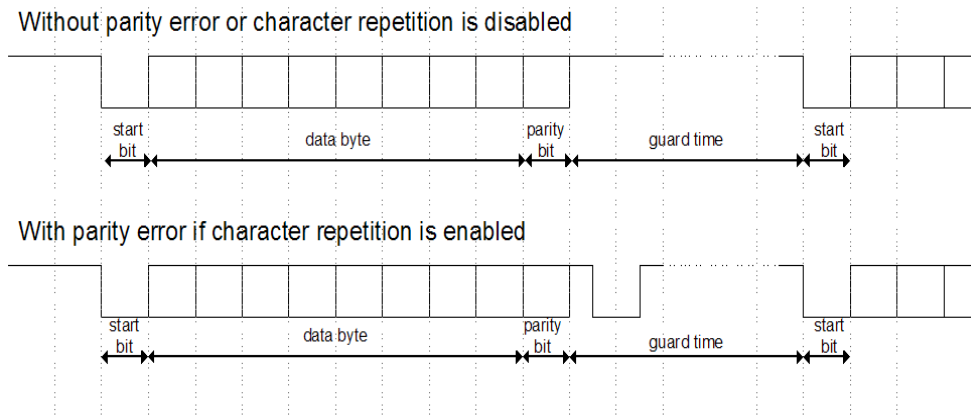 Without parity error or character repetition is disabled
start bit
data byte
parity bit
guard time
start bit
With parity error if character repetition is enabled
start bit
data byte
parity bit
guard time
start bit